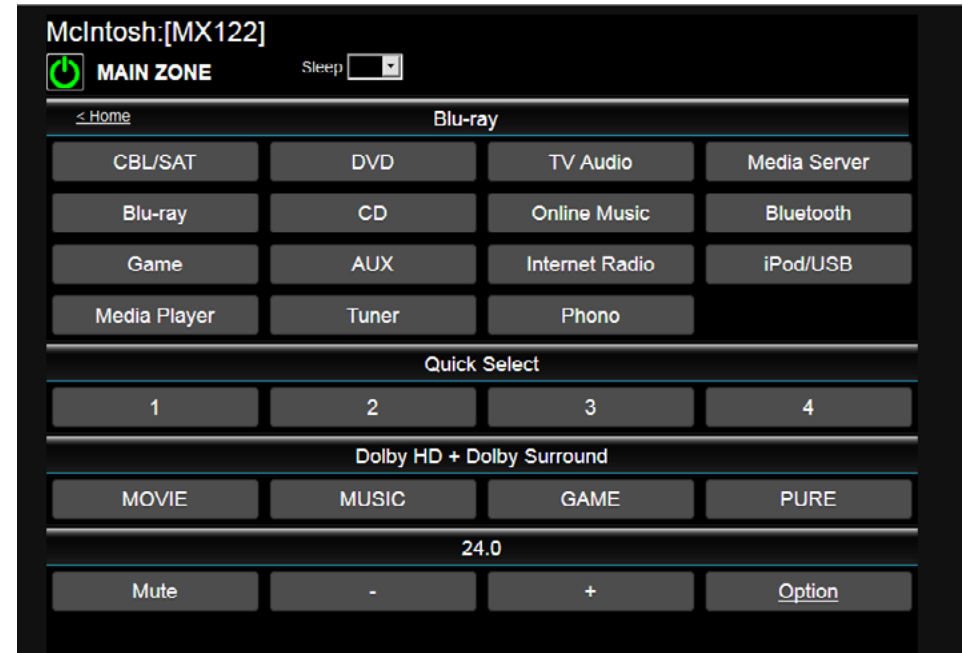 McIntosh:[MX122]
MAIN ZONE Sleep
< Home Blu-ray
CBL/SAT DVD TV Audio Media Server
Blu-ray CD Online Music Bluetooth
Game AUX Internet Radio iPod/USB
Media Player Tuner Phono
Quick Select
1 2 3 4
Dolby HD + Dolby Surround
MOVIE MUSIC GAME PURE
24.0
Mute - + Option